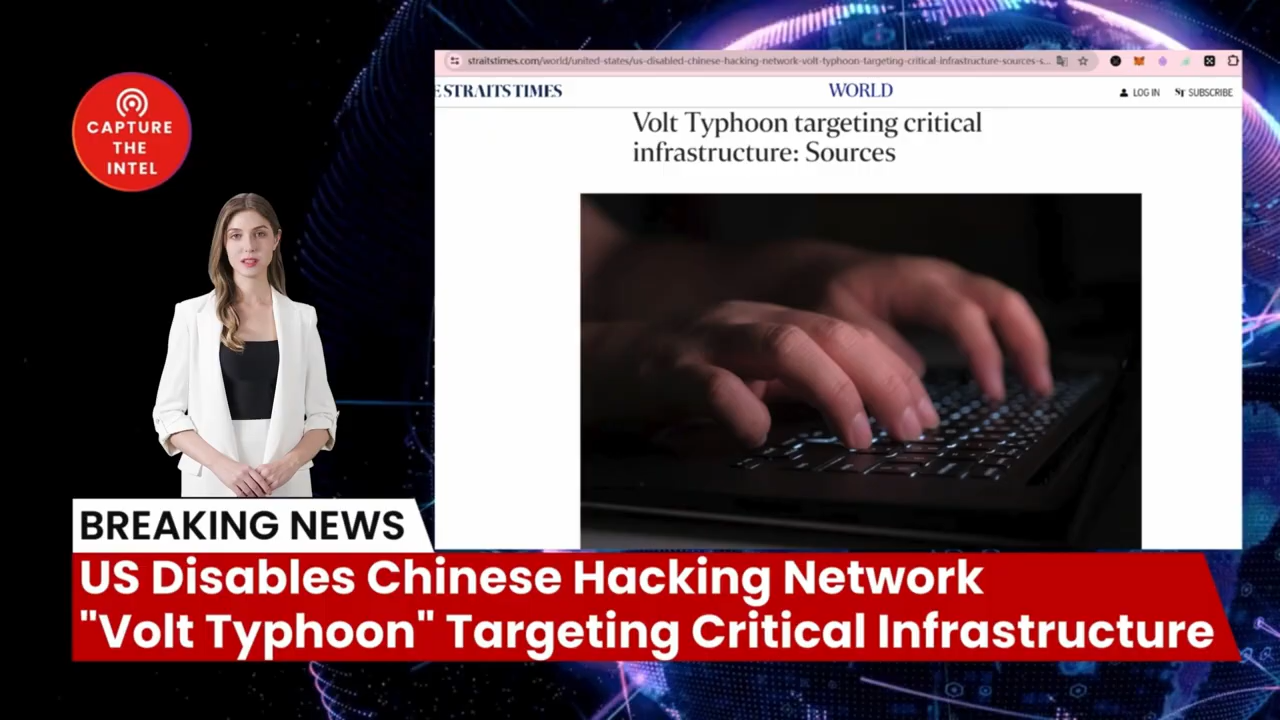 CAPTURE
THE
INTEL
straitstimes.com/world/united-states/us-disabled-chinese-hacking-network-volt-typhoon-targeting-critical-infrastructure-sources-s...
E STRAITS TIMES
WORLD
LOG IN
ST SUBSCRIBE
Volt Typhoon targeting critical
infrastructure: Sources
BREAKING NEWS
US Disables Chinese Hacking Network
"Volt Typhoon" Targeting Critical Infrastructure